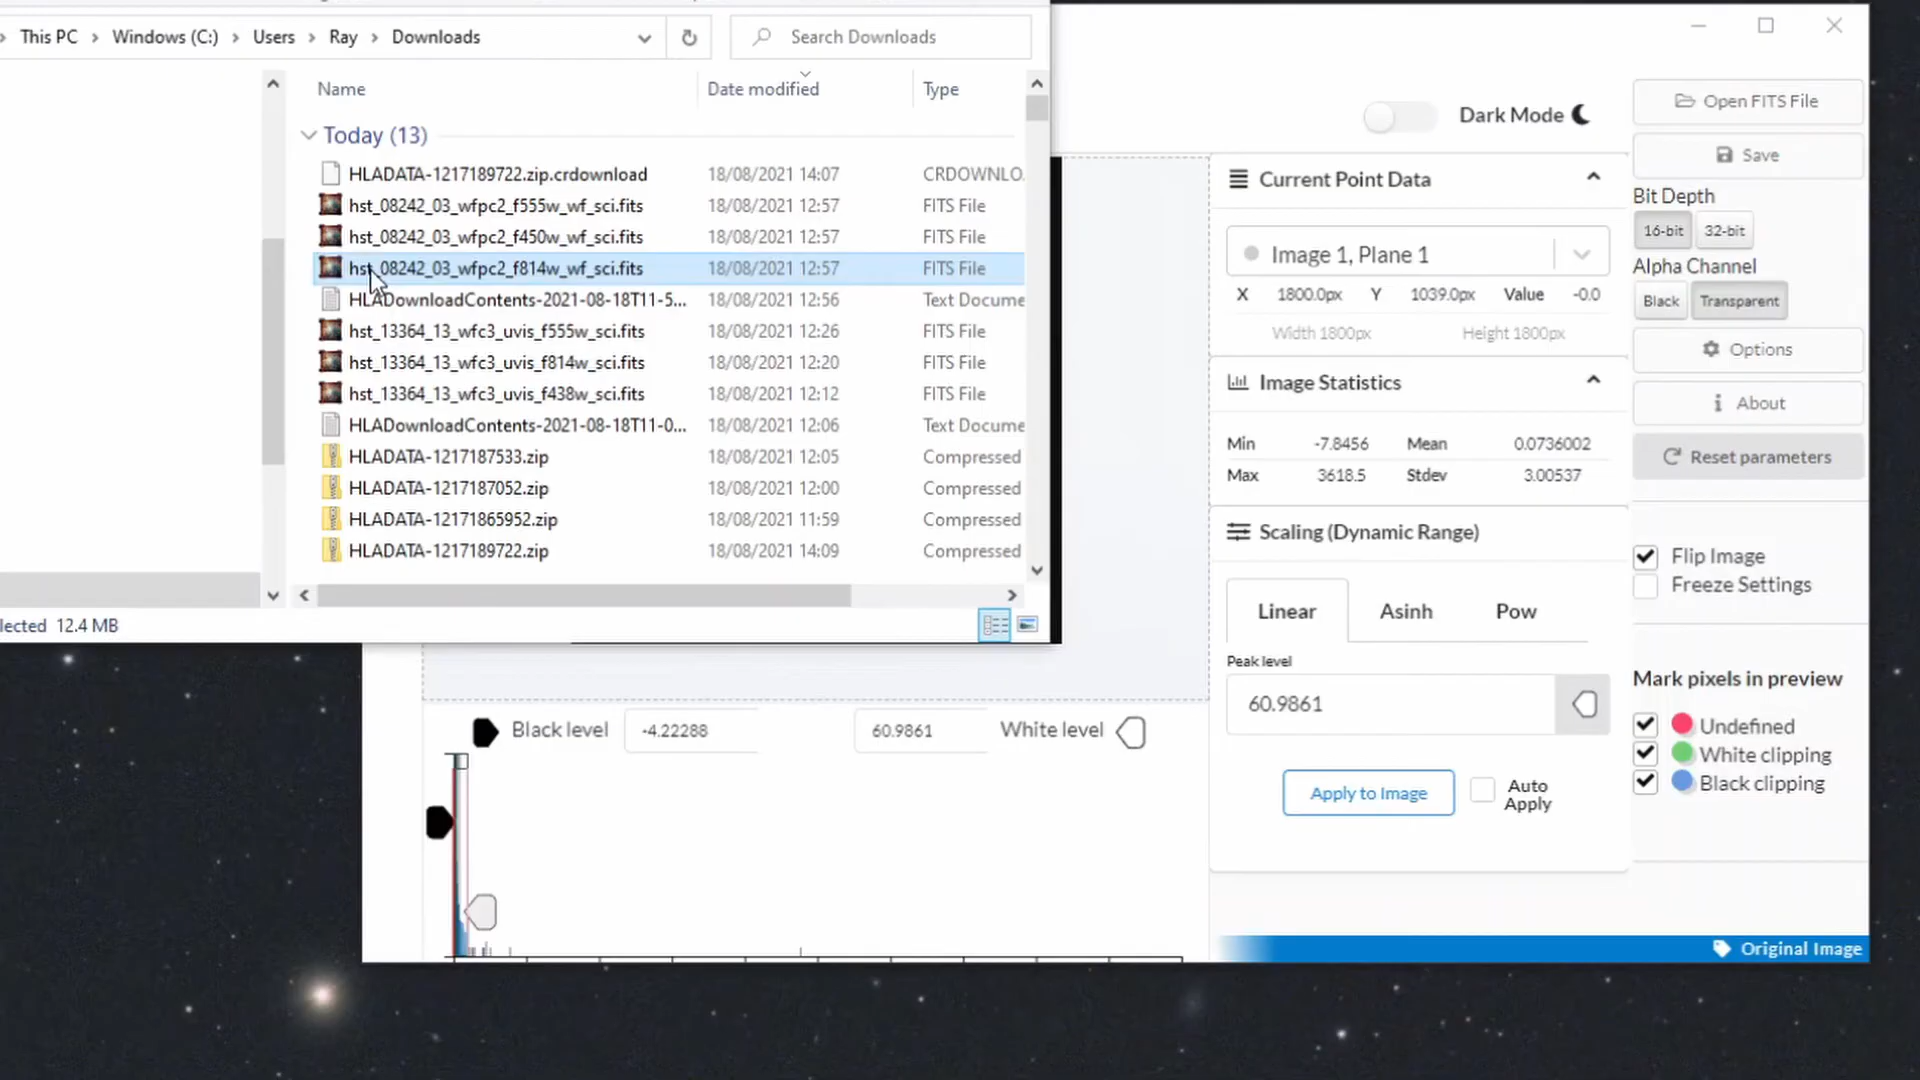 This PC > Windows (C:) > Users > Ray > Downloads
Search Downloads
Name Date modified Type
Today (13)
HLADATA-1217189722.zip.crdownload 18/08/2021 14:07 CRDOWNLO...
hst_08242_03_wfpc2_f555w_wf_sci.fits 18/08/2021 12:57 FITS File
hst_08242_03_wfpc2_f450w_wf_sci.fits 18/08/2021 12:57 FITS File
hst_08242_03_wfpc2_f814w_wf_sci.fits 18/08/2021 12:57 FITS File
HLADownloadContents-2021-08-18T11-5... 18/08/2021 12:56 Text Docume
hst_13364_13_wfc3_uvis_f555w_sci.fits 18/08/2021 12:26 FITS File
hst_13364_13_wfc3_uvis_f814w_sci.fits 18/08/2021 12:20 FITS File
hst_13364_13_wfc3_uvis_f438w_sci.fits 18/08/2021 12:12 FITS File
HLADownloadContents-2021-08-18T11-0... 18/08/2021 12:06 Text Docume
HLADATA-1217187533.zip 18/08/2021 12:05 Compressed
HLADATA-1217187052.zip 18/08/2021 12:00 Compressed
HLADATA-12171865952.zip 18/08/2021 11:59 Compressed
HLADATA-1217189722.zip 18/08/2021 14:09 Compressed
lected 12.4 MB
Dark Mode
Current Point Data
Image 1, Plane 1
X 1800.0px Y 1039.0px Value -0.0
Width 1800px Height 1800px
Image Statistics
Min -7.8456 Mean 0.0736002
Max 3618.5 Stdev 3.00537
Scaling (Dynamic Range)
Linear Asinh Pow
Peak level
60.9861
Apply to Image
Auto
Apply
Black level -4.22288 60.9861 White level
Open FITS File
Save
Bit Depth
16-bit 32-bit
Alpha Channel
Black Transparent
Options
About
Reset parameters
Flip Image
Freeze Settings
Mark pixels in preview
Undefined
White clipping
Black clipping
Original Image